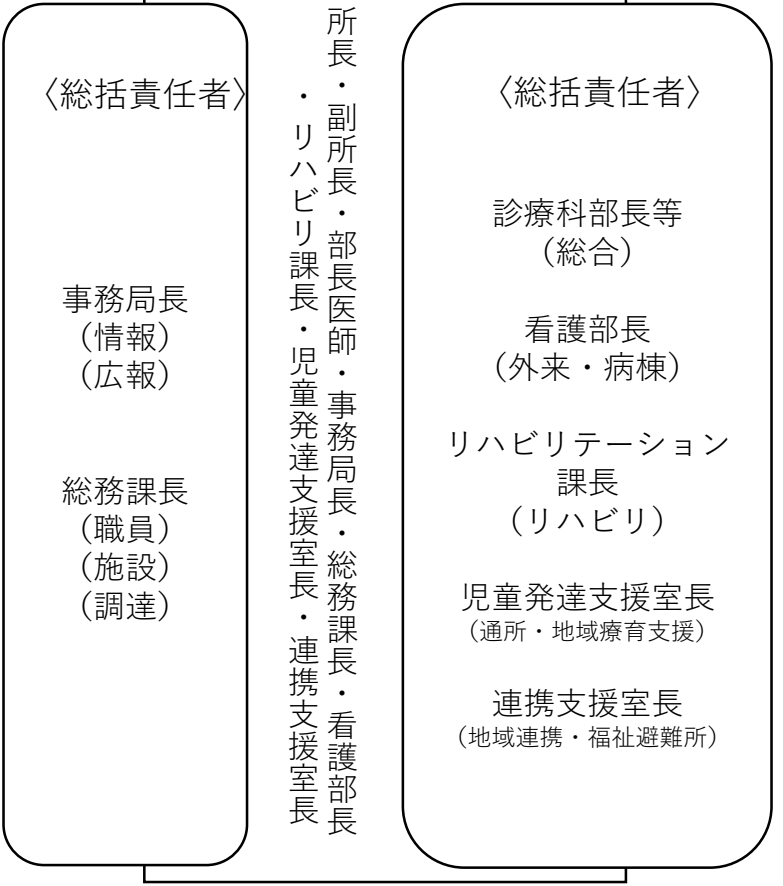 〈総括責任者〉
事務局長
（情報）
（広報）
総務課長
（職員）
（施設）
（調達）
所長・副所長・部長医師・事務局長・総務課長・看護部長
・リハビリ課長・児童発達支援室長・連携支援室長
〈総括責任者〉
診療科部長等
（総合）
看護部長
（外来・病棟）
リハビリテーション
課長
（リハビリ）
児童発達支援室長
（通所・地域療育支援）
連携支援室長
（地域連携・福祉避難所）